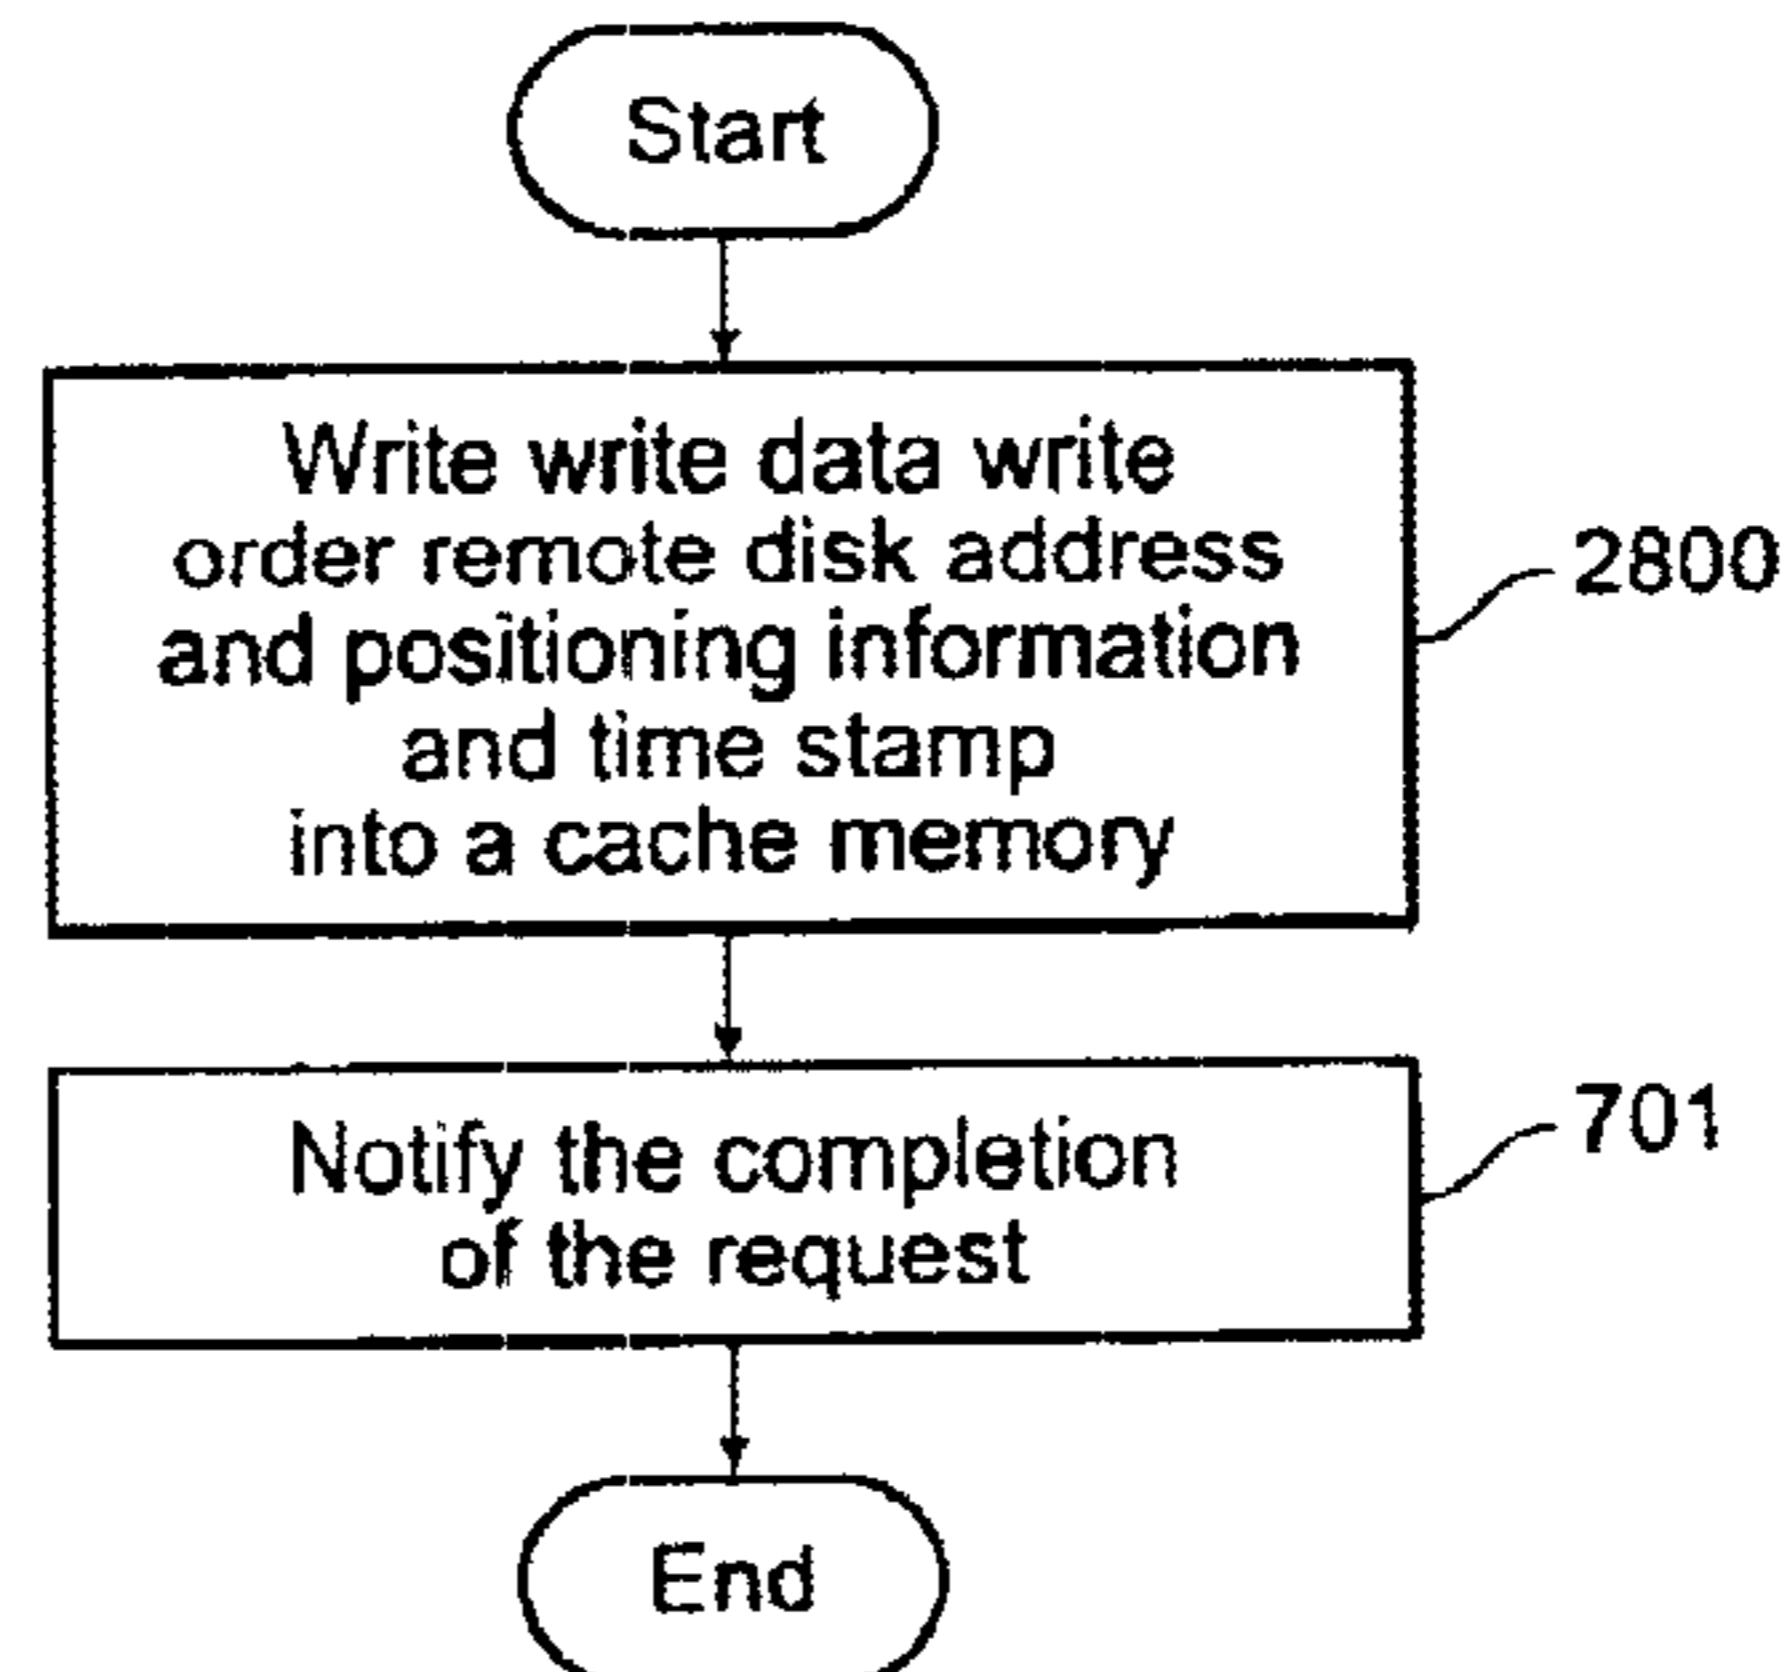 Start
Write write data write
order remote disk address
and positioning information
and time stamp
into a cache memory
2800
Notify the completion
of the request
701
End